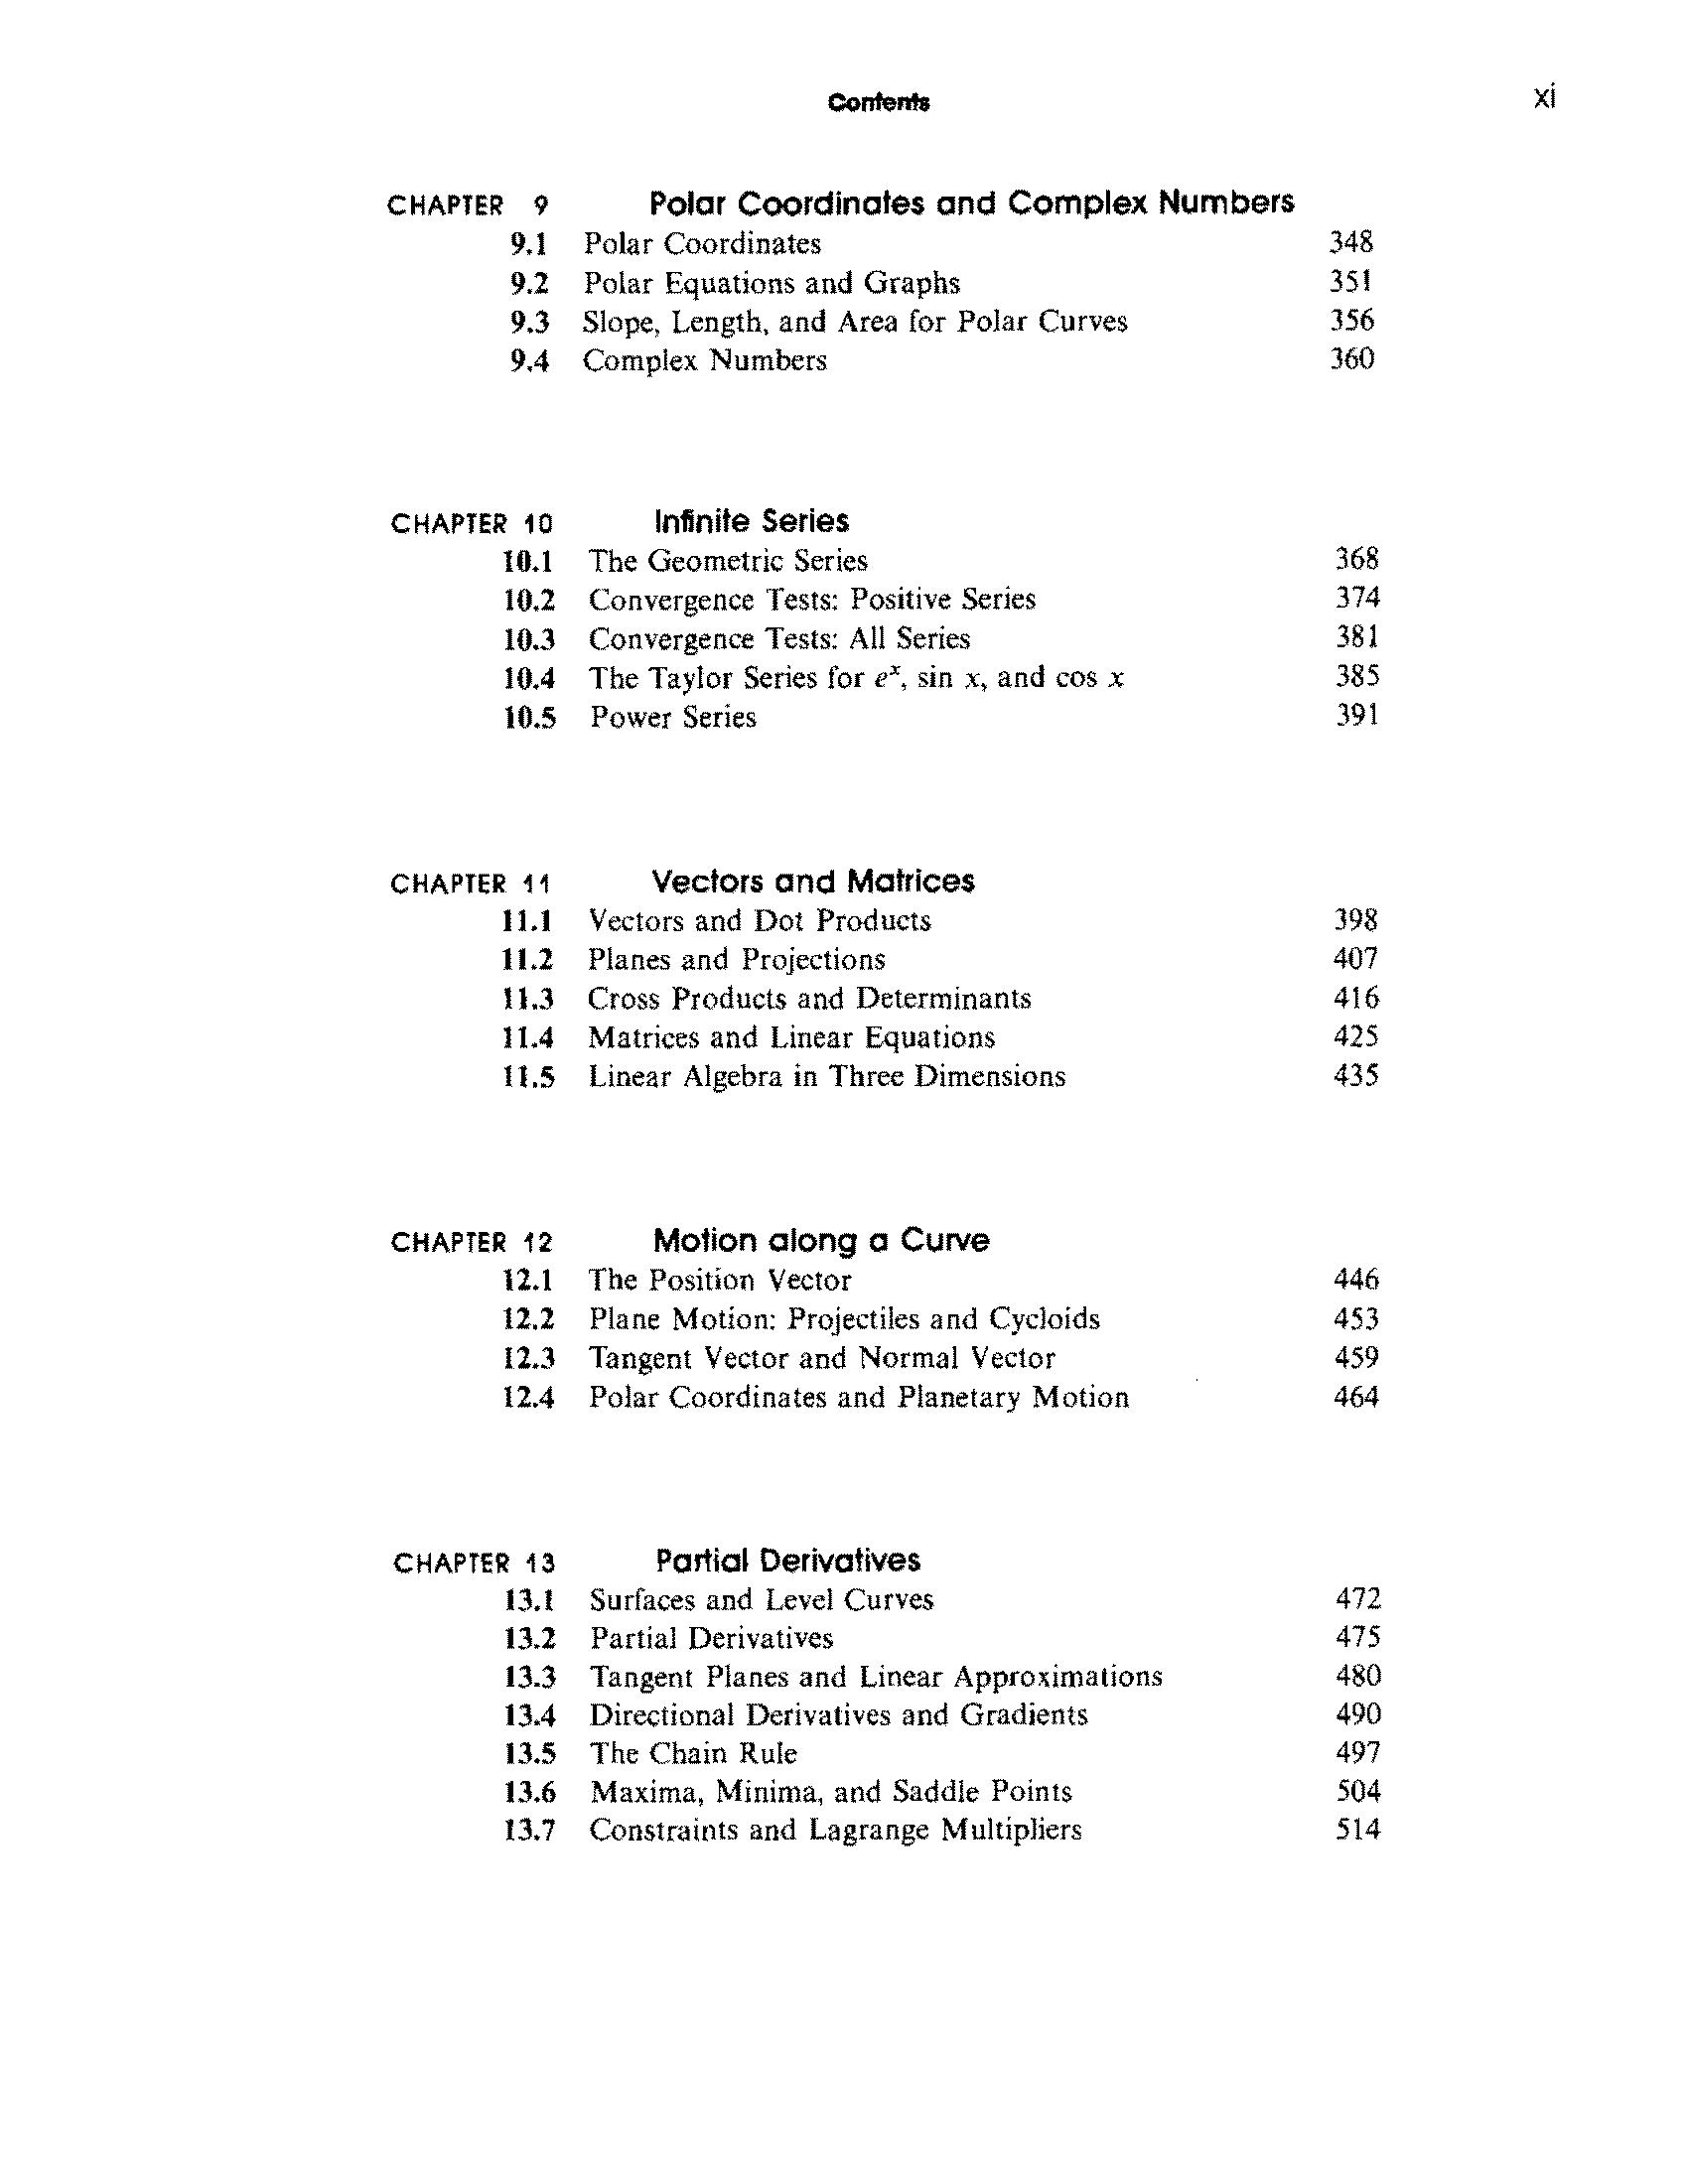 Contents xi
CHAPTER 9 Polar Coordinates and Complex Numbers
9.1 Polar Coordinates 348
9.2 Polar Equations and Graphs 351
9.3 Slope, Length, and Area for Polar Curves 356
9.4 Complex Numbers 360
CHAPTER 10 Infinite Series
10.1 The Geometric Series 368
10.2 Convergence Tests: Positive Series 374
10.3 Convergence Tests: All Series 381
10.4 The Taylor Series for eˣ, sin x, and cos x 385
10.5 Power Series 391
CHAPTER 11 Vectors and Matrices
11.1 Vectors and Dot Products 398
11.2 Planes and Projections 407
11.3 Cross Products and Determinants 416
11.4 Matrices and Linear Equations 425
11.5 Linear Algebra in Three Dimensions 435
CHAPTER 12 Motion along a Curve
12.1 The Position Vector 446
12.2 Plane Motion: Projectiles and Cycloids 453
12.3 Tangent Vector and Normal Vector 459
12.4 Polar Coordinates and Planetary Motion 464
CHAPTER 13 Partial Derivatives
13.1 Surfaces and Level Curves 472
13.2 Partial Derivatives 475
13.3 Tangent Planes and Linear Approximations 480
13.4 Directional Derivatives and Gradients 490
13.5 The Chain Rule 497
13.6 Maxima, Minima, and Saddle Points 504
13.7 Constraints and Lagrange Multipliers 514